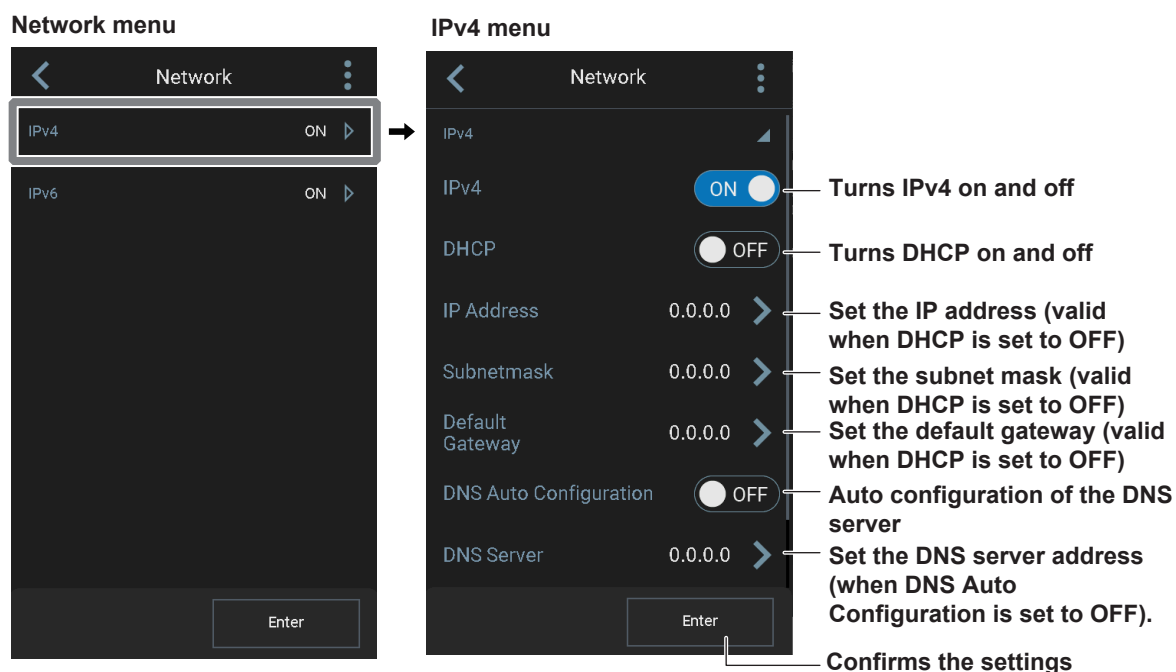 Network menu
Network
IPv4 ON
IPv6 ON
Enter
IPv4 menu
Network
IPv4
IPv4 ON
Turns IPv4 on and off
DHCP OFF
Turns DHCP on and off
IP Address 0.0.0.0
Set the IP address (valid
when DHCP is set to OFF)
Subnetmask 0.0.0.0
Set the subnet mask (valid
when DHCP is set to OFF)
Default
Gateway 0.0.0.0
Set the default gateway (valid
when DHCP is set to OFF)
DNS Auto Configuration OFF
Auto configuration of the DNS
server
DNS Server 0.0.0.0
Set the DNS server address
(when DNS Auto
Configuration is set to OFF).
Enter
Confirms the settings